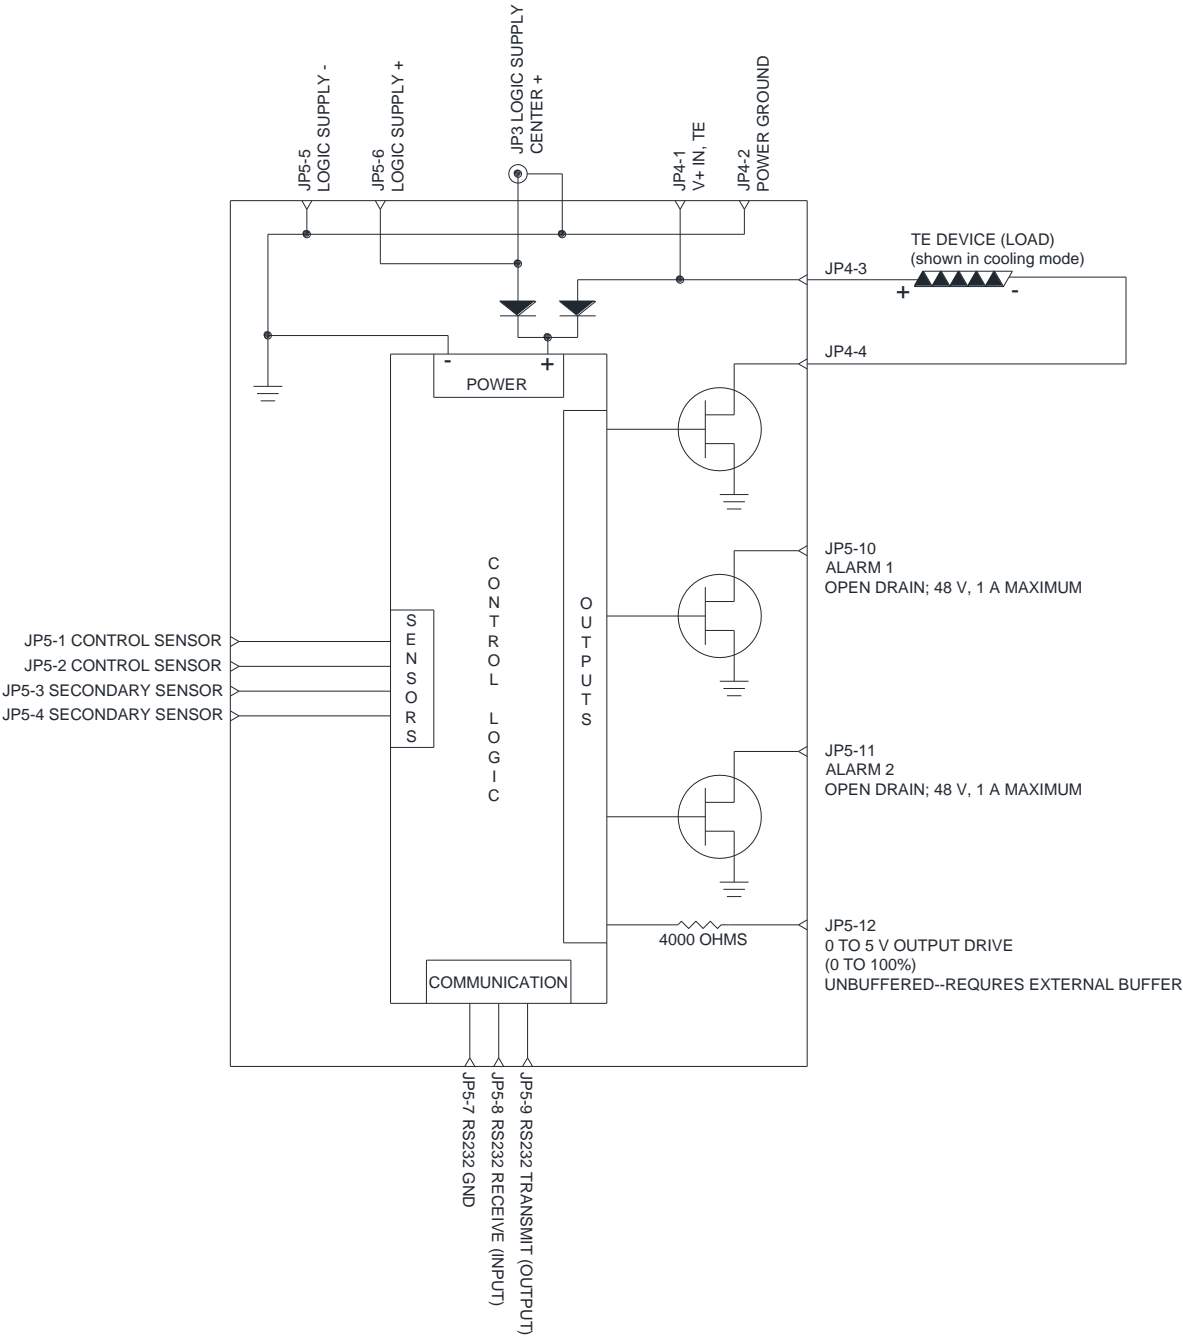 JP5-5
LOGIC SUPPLY -
JP5-6
LOGIC SUPPLY +
JP3 LOGIC SUPPLY
CENTER +
JP4-1
V+ IN, TE
JP4-2
POWER GROUND
TE DEVICE (LOAD)
(shown in cooling mode)
JP4-3
+
-
JP4-4
-
+
POWER
JP5-10
ALARM 1
OPEN DRAIN; 48 V, 1 A MAXIMUM
CONTROL LOGIC
OUTPUTS
SENSORS
JP5-1 CONTROL SENSOR
JP5-2 CONTROL SENSOR
JP5-3 SECONDARY SENSOR
JP5-4 SECONDARY SENSOR
JP5-11
ALARM 2
OPEN DRAIN; 48 V, 1 A MAXIMUM
4000 OHMS
JP5-12
0 TO 5 V OUTPUT DRIVE
(0 TO 100%)
UNBUFFERED--REQURES EXTERNAL BUFFER
COMMUNICATION
JP5-7 RS232 GND
JP5-8 RS232 RECEIVE (INPUT)
JP5-9 RS232 TRANSMIT (OUTPUT)